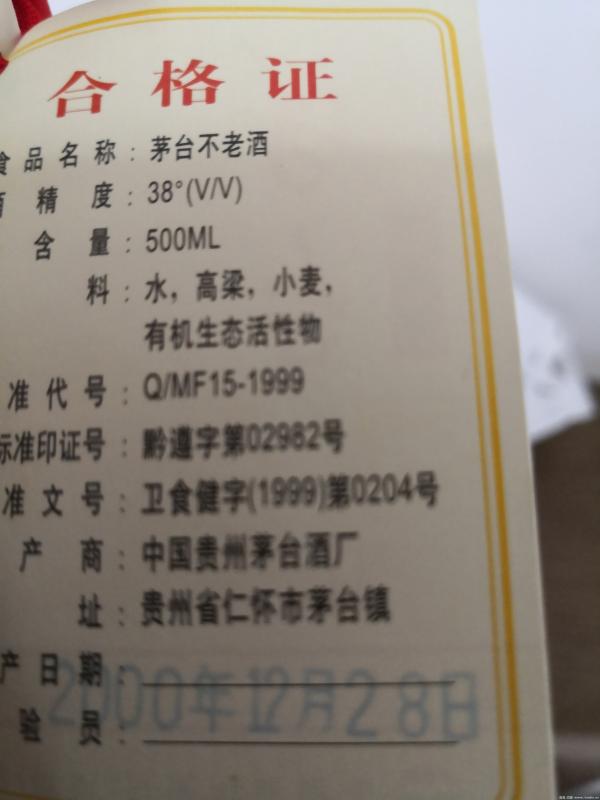 合格证
食品名称：茅台不老酒
精度：38°(V/V)
含量：500ML
料：水，高粱，小麦，
有机生态活性物
准代号：Q/MF15-1999
标准印证号：黔遵字第02982号
准文号：卫食健字(1999)第0204号
产商：中国贵州茅台酒厂
址：贵州省仁怀市茅台镇
产日期：
2000年12月28日
验员：